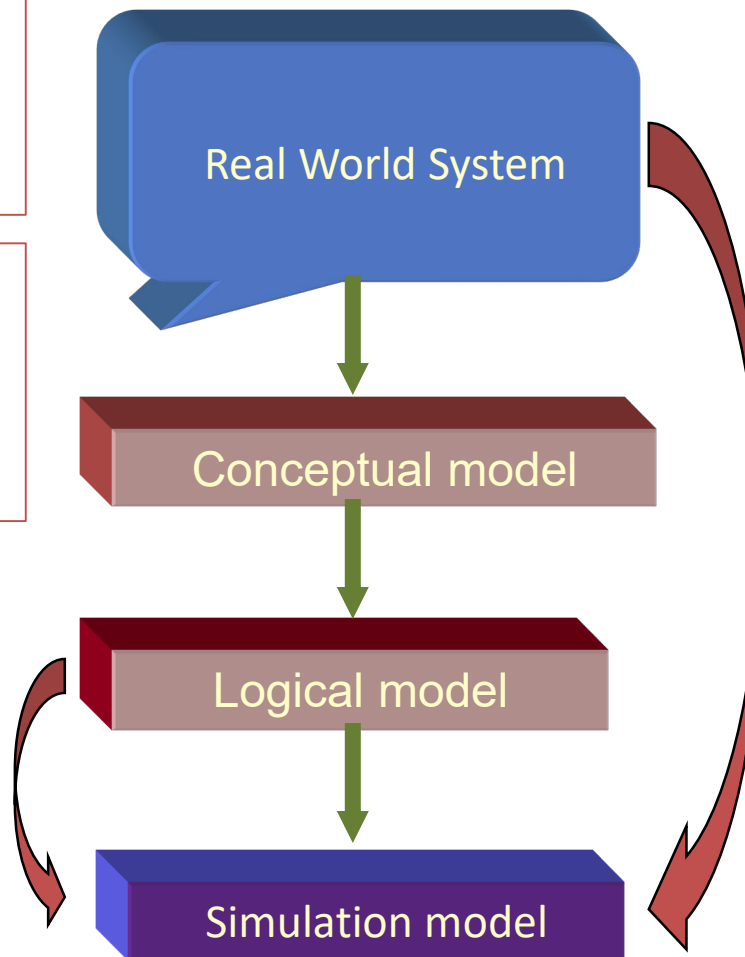 Real World System
Conceptual model
Logical model
Simulation model